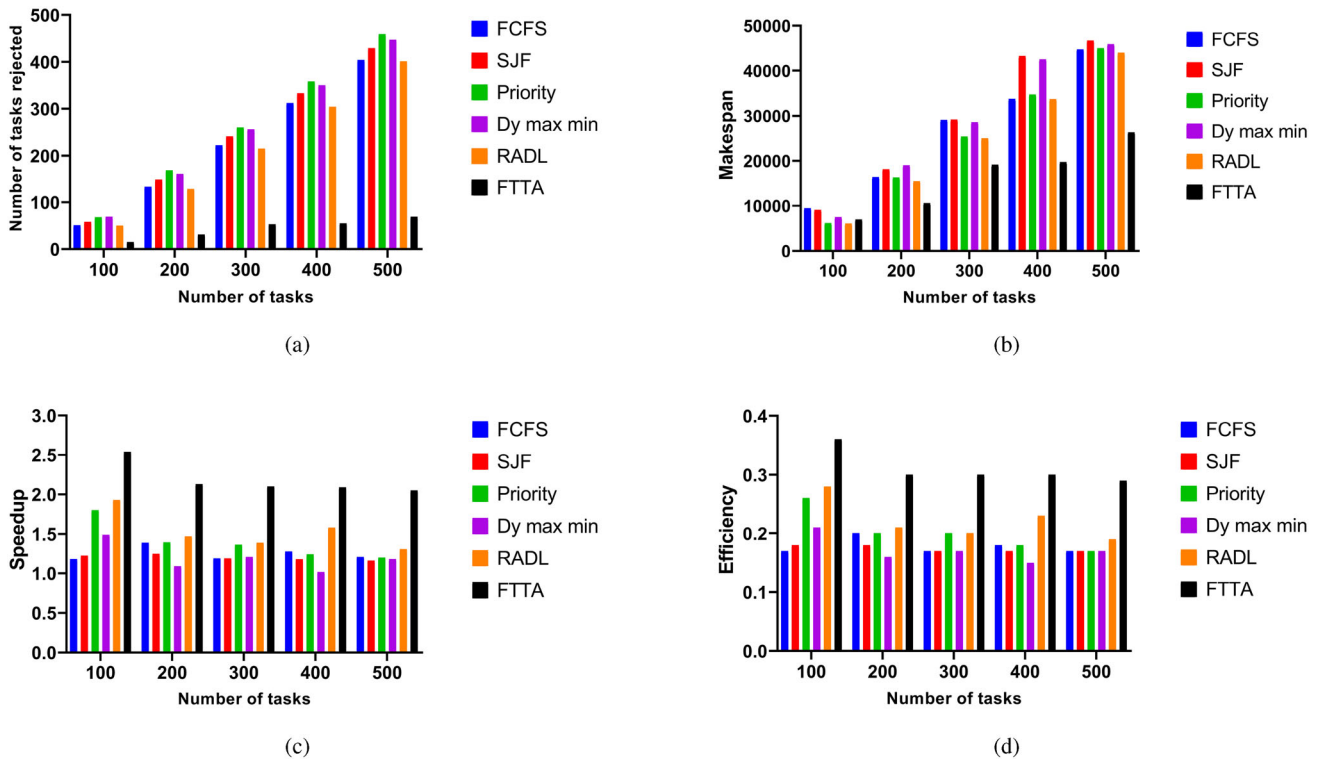 500
400
300
200
100
0
Number of tasks rejected
100 200 300 400 500
Number of tasks
FCFS
SJF
Priority
Dy max min
RADL
FTTA
(a)
50000
40000
30000
20000
10000
0
Makespan
100 200 300 400 500
Number of tasks
FCFS
SJF
Priority
Dy max min
RADL
FTTA
(b)
3.0
2.5
2.0
1.5
1.0
0.5
0.0
Speedup
100 200 300 400 500
Number of tasks
FCFS
SJF
Priority
Dy max min
RADL
FTTA
(c)
0.4
0.3
0.2
0.1
0.0
Efficiency
100 200 300 400 500
Number of tasks
FCFS
SJF
Priority
Dy max min
RADL
FTTA
(d)